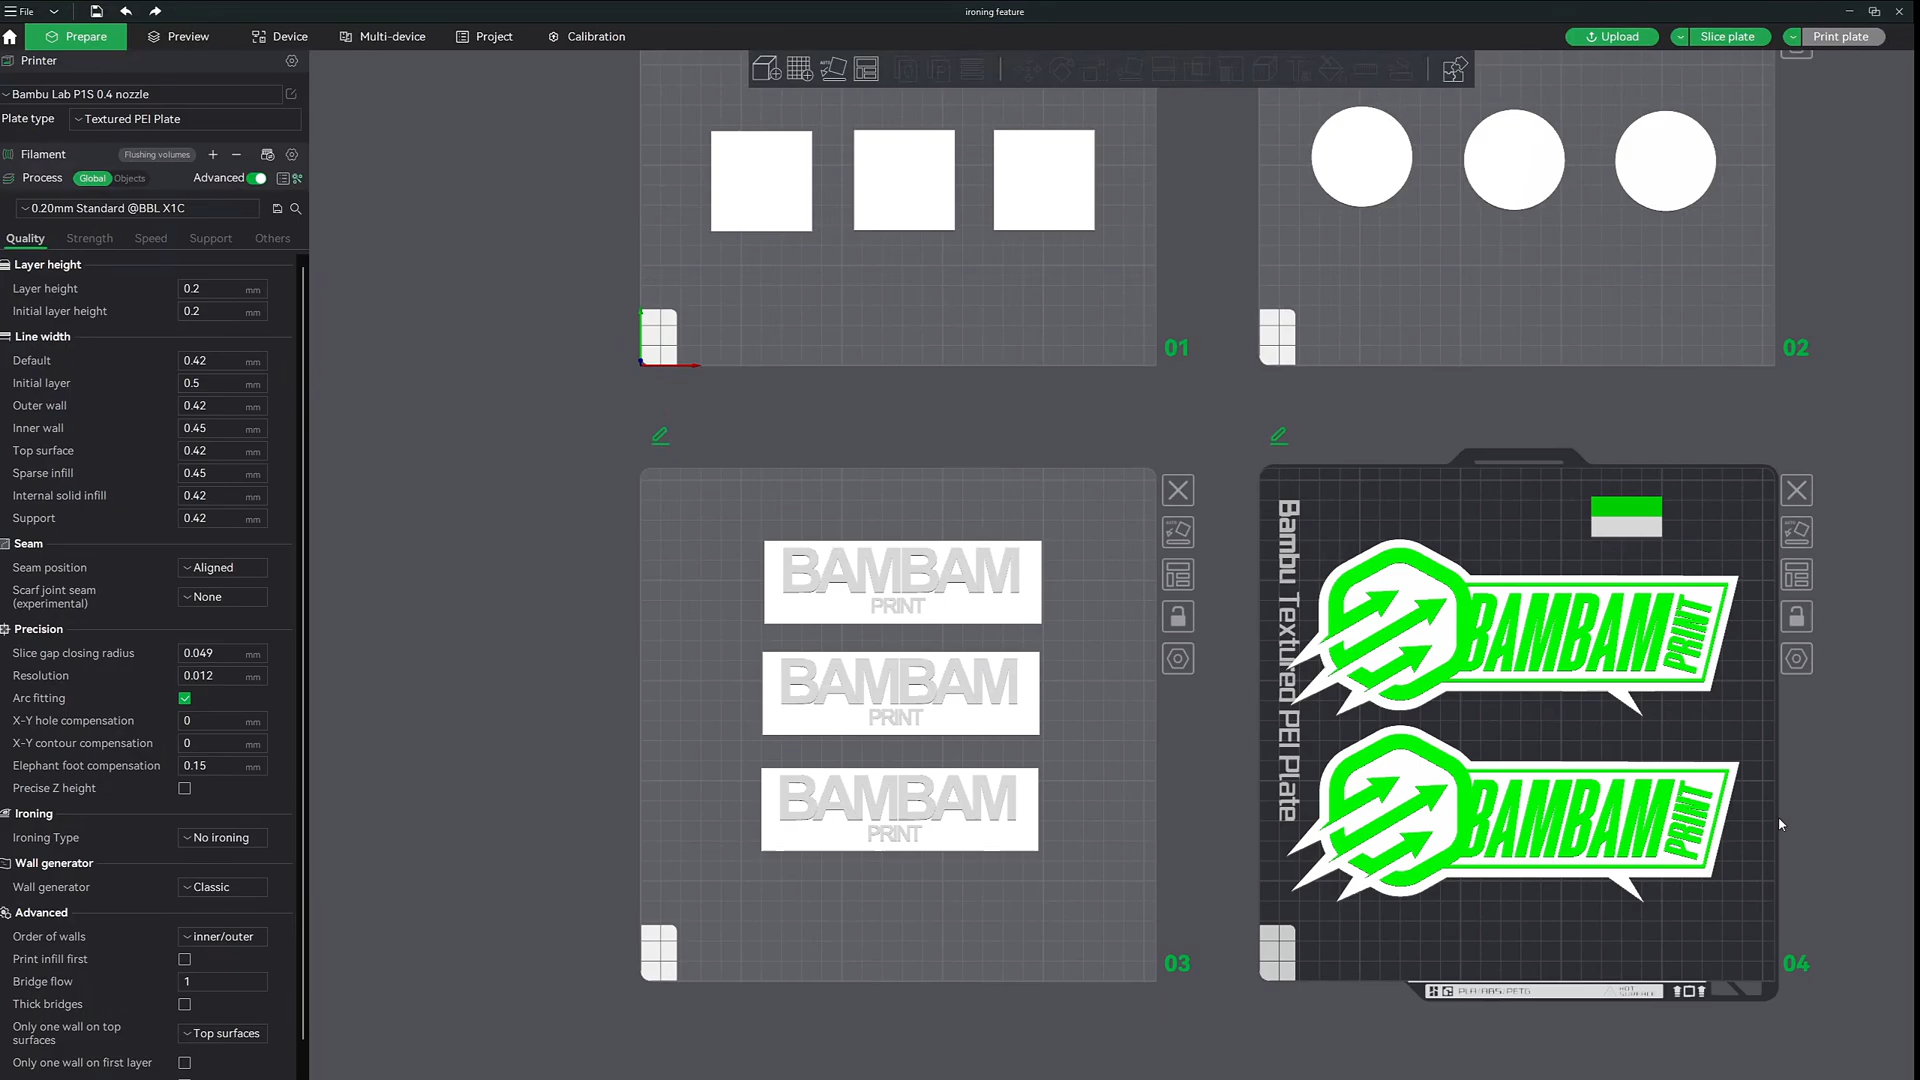 File
ironing feature
Prepare
Preview
Device
Multi-device
Project
Calibration
Upload
Slice plate
Print plate
Printer
Bambu Lab P1S 0.4 nozzle
Plate type
Textured PEI Plate
Filament
Flushing volumes
Process
Global
Objects
Advanced
0.20mm Standard @BBL X1C
Quality
Strength
Speed
Support
Others
Layer height
Layer height 0.2 mm
Initial layer height 0.2 mm
Line width
Default 0.42 mm
Initial layer 0.5 mm
Outer wall 0.42 mm
Inner wall 0.45 mm
Top surface 0.42 mm
Sparse infill 0.45 mm
Internal solid infill 0.42 mm
Support 0.42 mm
Seam
Seam position Aligned
Scarf joint seam
(experimental)
None
Precision
Slice gap closing radius 0.049 mm
Resolution 0.012 mm
Arc fitting
X-Y hole compensation 0 mm
X-Y contour compensation 0 mm
Elephant foot compensation 0.15 mm
Precise Z height
Ironing
Ironing Type No ironing
Wall generator
Wall generator Classic
Advanced
Order of walls inner/outer
Print infill first
Bridge flow 1
Thick bridges
Only one wall on top
surfaces
Top surfaces
Only one wall on first layer
01
02
AUTO
BAMBAM
PRINT
BAMBAM
PRINT
BAMBAM
PRINT
03
Bambu Textured PEI Plate
BAMBAM
PRINT
BAMBAM
PRINT
AUTO
PLA/ABS/PETG
HOT
SURFACE
04